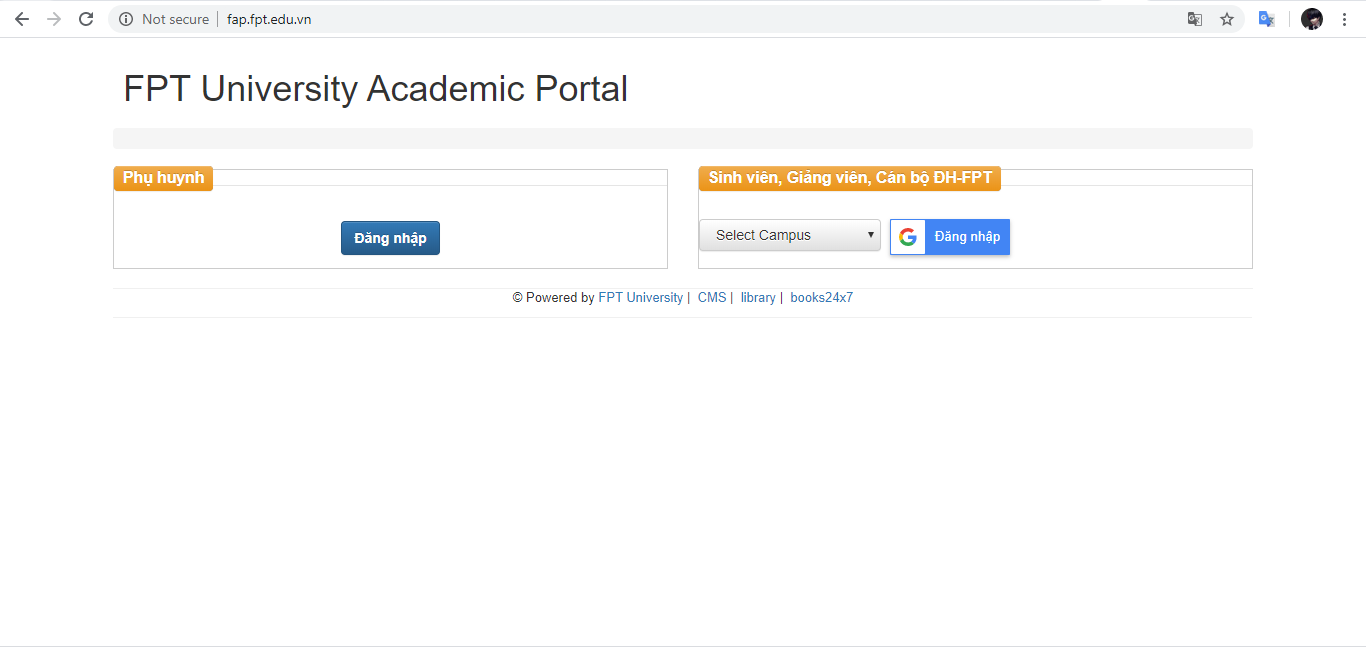 Not secure | fap.fpt.edu.vn
FPT University Academic Portal
Phụ huynh
Đăng nhập
Sinh viên, Giảng viên, Cán bộ ĐH-FPT
Select Campus
Đăng nhập
© Powered by FPT University | CMS | library | books24x7